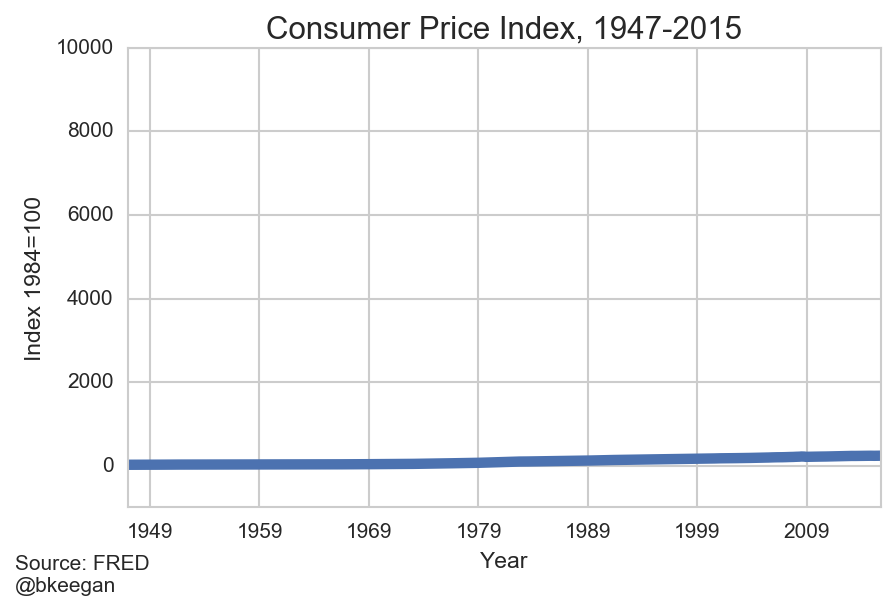 Consumer Price Index, 1947-2015
10000
8000
6000
4000
2000
0
Index 1984=100
1949 1959 1969 1979 1989 1999 2009
Year
Source: FRED
@bkeegan